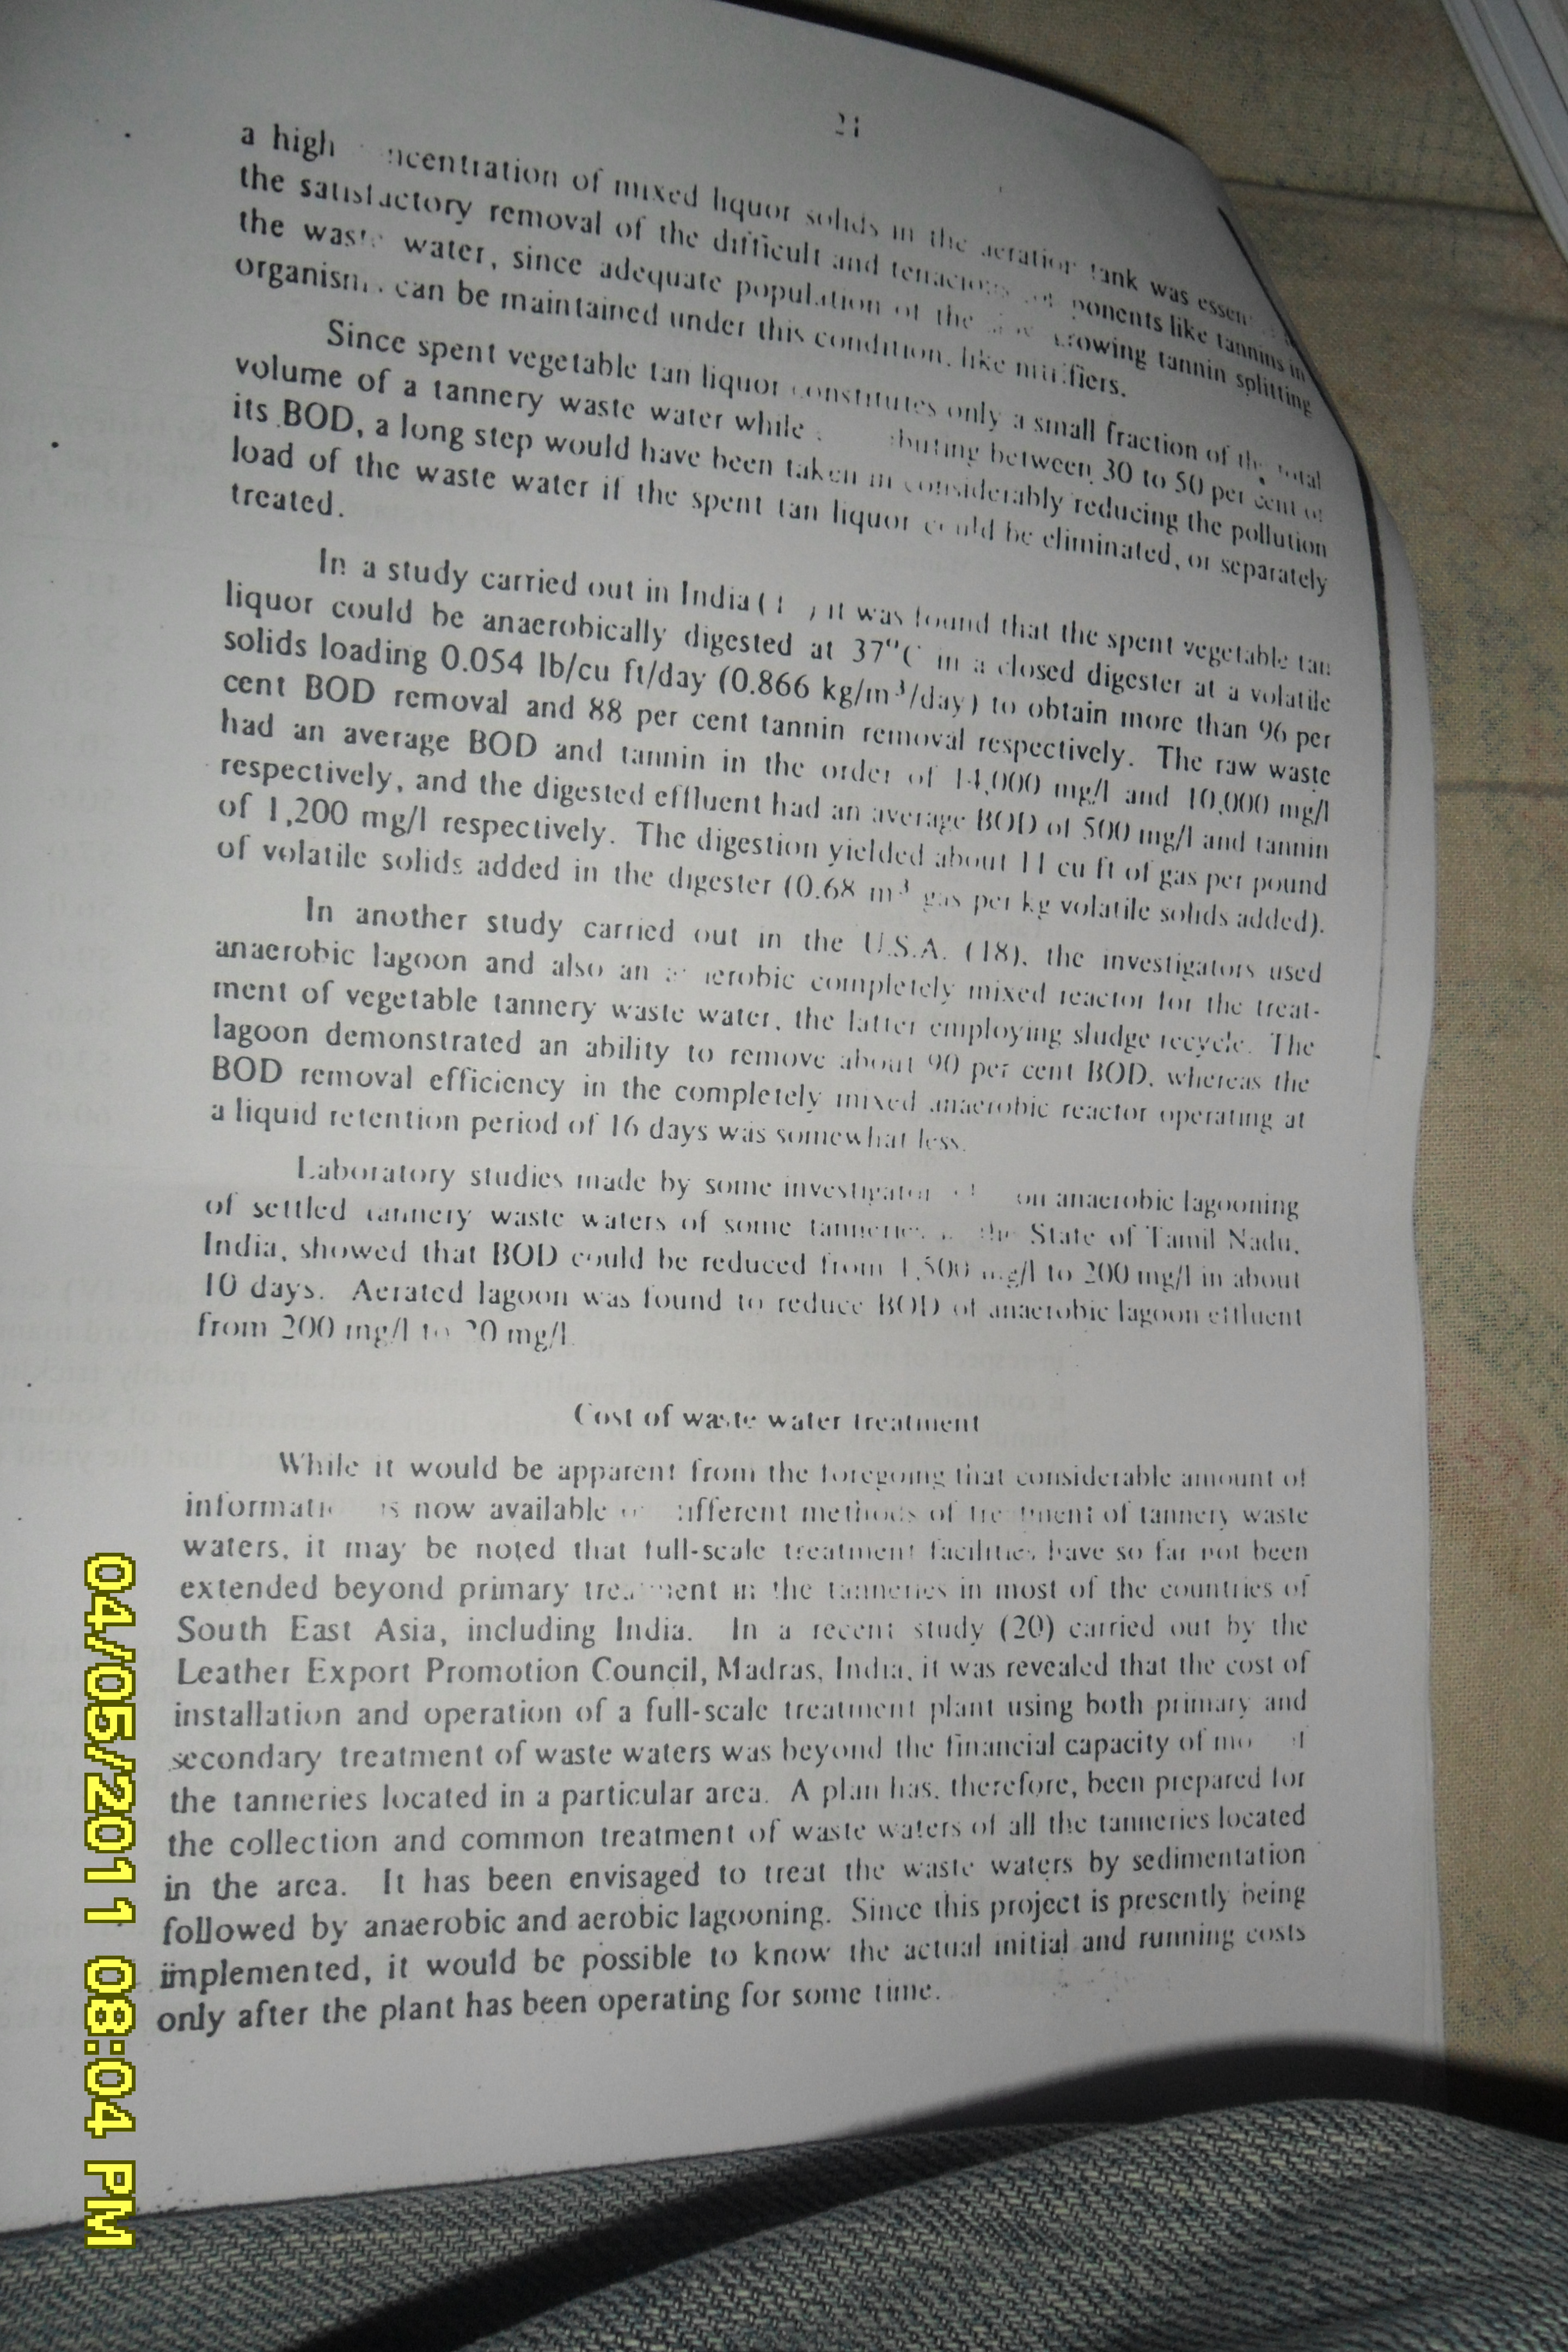 21
a high of mixed liquor solids in the aeration tank was
the satisfactory removal of the difficult and tenacious like tannins in
the waste water, since adequate population of the growing tannin splitting
organisms can be maintained under this condition, like nitrifiers.
Since spent vegetable tan liquor constitutes only a small fraction of the total
volume of a tannery waste water while between 30 to 50 per cent of
its BOD, a long step would have been taken in considerably reducing the pollution
load of the waste water if the spent tan liquor could be eliminated, or separately
treated.
In a study carried out in India ( it was found that the spent vegetable tan
liquor could be anaerobically digested at 37°C in a closed digester at a volatile
solids loading 0.054 lb/cu ft/day (0.866 kg/m³/day) to obtain more than 96 per
cent BOD removal and 88 per cent tannin removal respectively. The raw waste
had an average BOD and tannin in the order of 14,000 mg/l and 10,000 mg/l
respectively, and the digested effluent had an average BOD of 500 mg/l and tannin
of 1,200 mg/l respectively. The digestion yielded about 11 cu ft of gas per pound
of volatile solids added in the digester (0.68 m³ gas per kg volatile solids added).
In another study carried out in the U.S.A. (18), the investigators used
anaerobic lagoon and also an anaerobic completely mixed reactor for the treat-
ment of vegetable tannery waste water, the latter employing sludge recycle. The
lagoon demonstrated an ability to remove about 90 per cent BOD, whereas the
BOD removal efficiency in the completely mixed anaerobic reactor operating at
a liquid retention period of 16 days was somewhat less.
Laboratory studies made by some on anaerobic lagooning
of settled tannery waste waters of some tanneries the State of Tamil Nadu,
India, showed that BOD could be reduced from 1,500 mg/l to 200 mg/l in about
10 days. Aerated lagoon was found to reduce BOD of anaerobic lagoon effluent
from 200 mg/l to mg/l.
Cost of waste water treatment
While it would be apparent from the foregoing that considerable amount of
is now available different methods of treatment of tannery waste
waters, it may be noted that full-scale treatment facilities have so far not been
extended beyond primary treatment in the tanneries in most of the countries of
South East Asia, including India. In a recent study (20) carried out by the
Leather Export Promotion Council, Madras, India, it was revealed that the cost of
installation and operation of a full-scale treatment plant using both primary and
secondary treatment of waste waters was beyond the financial capacity of
the tanneries located in a particular area. A plan has, therefore, been prepared for
the collection and common treatment of waste waters of all the tanneries located
in the area. It has been envisaged to treat the waste waters by sedimentation
followed by anaerobic and aerobic lagooning. Since this project is presently being
implemented, it would be possible to know the actual initial and running costs
only after the plant has been operating for some time.
04/05/2011 08:04 PM